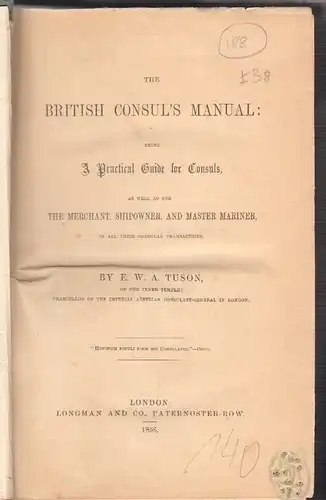 188
£38
THE
BRITISH CONSUL'S MANUAL:
BEING
A Practical Guide for Consuls,
AS WELL AS FOR
THE MERCHANT, SHIPOWNER, AND MASTER MARINER,
IN ALL THEIR CONSULAR TRANSACTIONS.
BY E. W. A. TUSON,
OF THE INNER TEMPLE;
CHANCELLOR OF THE IMPERIAL AUSTRIAN CONSULATE-GENERAL IN LONDON.
LONDON:
LONGMAN AND CO., PATERNOSTER-ROW.
1856.
140